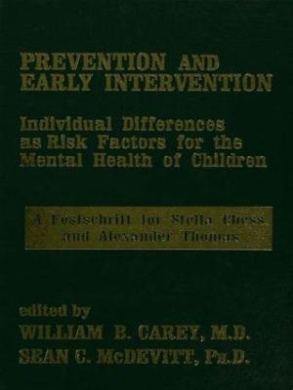 PREVENTION AND
EARLY INTERVENTION
Individual Differences
as Risk Factors for the
Mental Health of Children
A Festschrift for Stella Chess
and Alexander Thomas
edited by
WILLIAM B. CAREY, M.D.
SEAN C. McDEVITT, Ph.D.